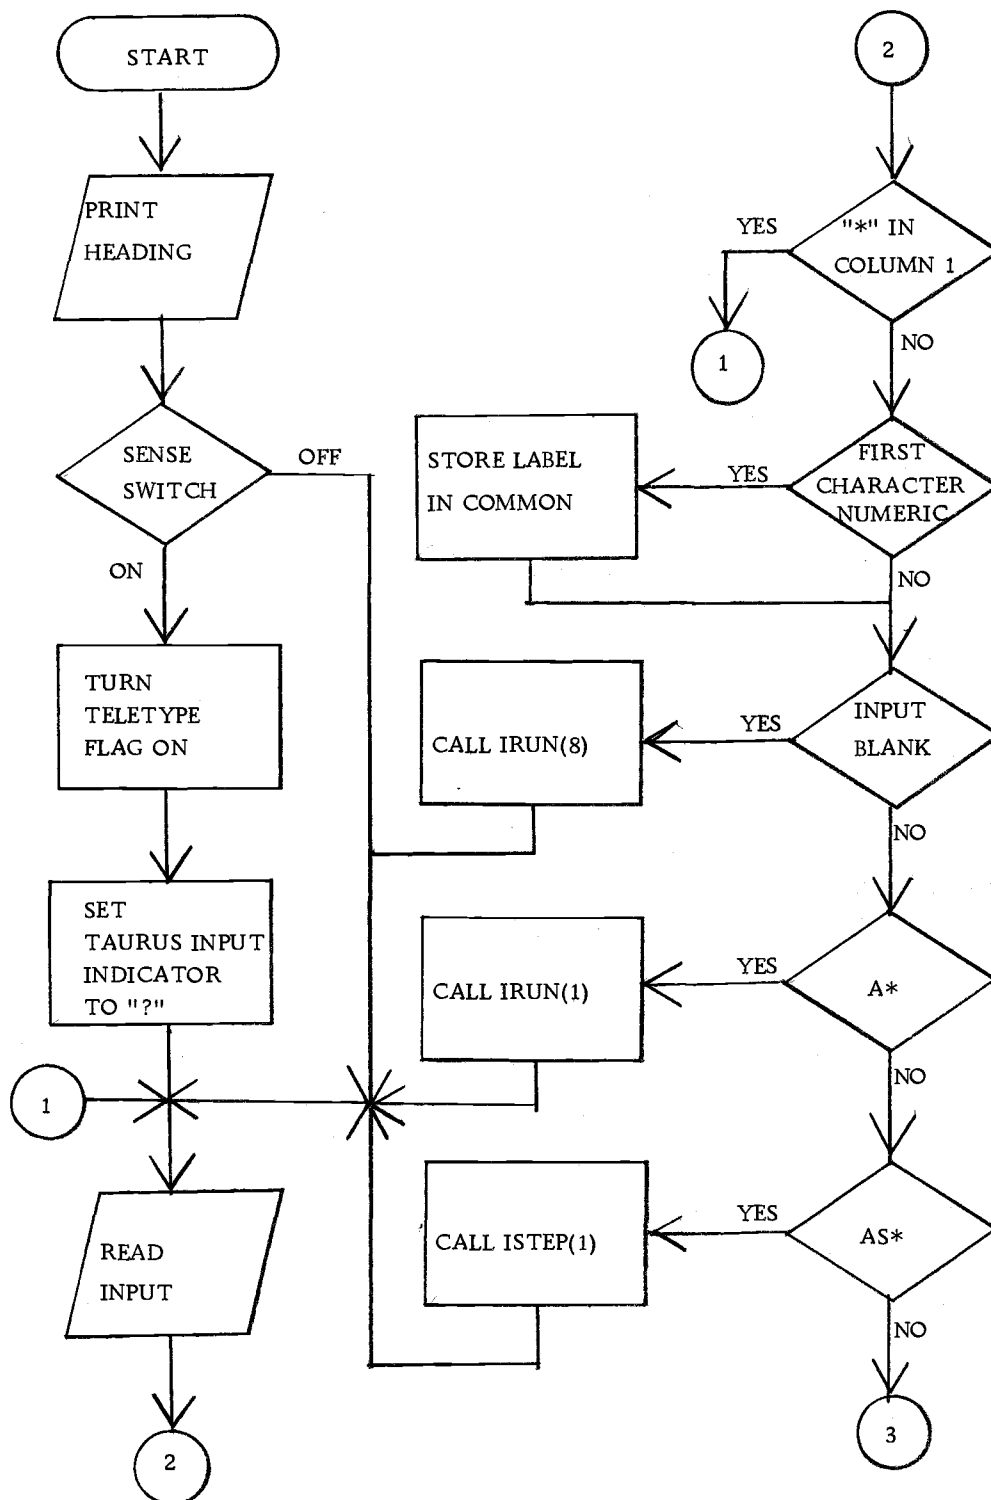 START
PRINT
HEADING
SENSE
SWITCH
OFF
ON
TURN
TELETYPE
FLAG ON
SET
TAURUS INPUT
INDICATOR
TO "?"
1
READ
INPUT
2
2
"*" IN
COLUMN 1
YES
1
NO
FIRST
CHARACTER
NUMERIC
YES
STORE LABEL
IN COMMON
NO
INPUT
BLANK
YES
CALL IRUN(8)
NO
A*
YES
CALL IRUN(1)
NO
AS*
YES
CALL ISTEP(1)
NO
3